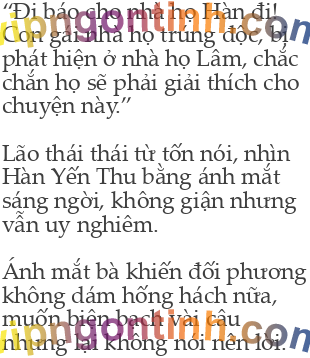 “Đi báo cho nhà họ Hàn đi!
Con gái nhà họ trúng độc, bị
phát hiện ở nhà họ Lâm, chắc
chắn họ sẽ phải giải thích cho
chuyện này.”
Lão thái thái từ tốn nói, nhìn
Hàn Yến Thu bằng ánh mắt
sáng ngời, không giận nhưng
vẫn uy nghiêm.
Ánh mắt bà khiến đối phương
không dám hống hách nữa,
muốn biện bạch vài câu
nhưng lại không nói nên lời.
vipngontinh.com
vipngontinh.com